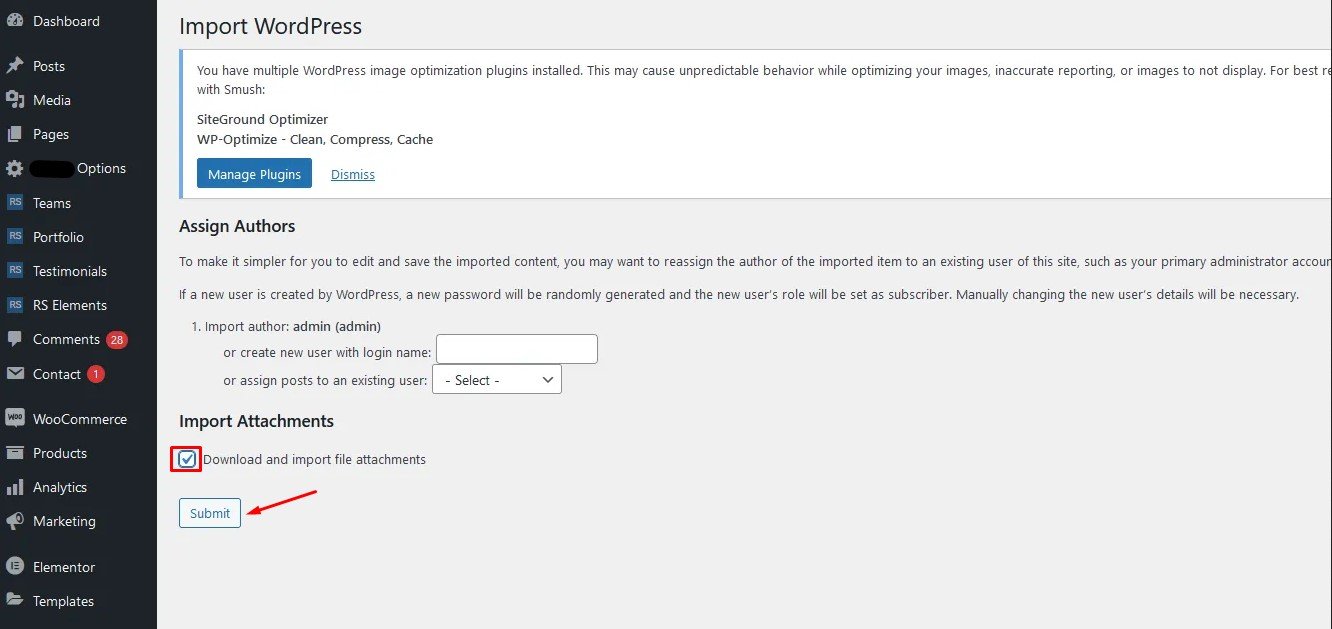 Dashboard
Posts
Media
Pages
Options
RS Teams
RS Portfolio
RS Testimonials
RS RS Elements
Comments 28
Contact 1
Woo WooCommerce
Products
Analytics
Marketing
Elementor
Templates
Import WordPress
You have multiple WordPress image optimization plugins installed. This may cause unpredictable behavior while optimizing your images, inaccurate reporting, or images to not display. For best re
with Smush:
SiteGround Optimizer
WP-Optimize - Clean, Compress, Cache
Manage Plugins Dismiss
Assign Authors
To make it simpler for you to edit and save the imported content, you may want to reassign the author of the imported item to an existing user of this site, such as your primary administrator accour
If a new user is created by WordPress, a new password will be randomly generated and the new user's role will be set as subscriber. Manually changing the new user's details will be necessary.
1. Import author: admin (admin)
or create new user with login name:
or assign posts to an existing user: - Select -
Import Attachments
Download and import file attachments
Submit